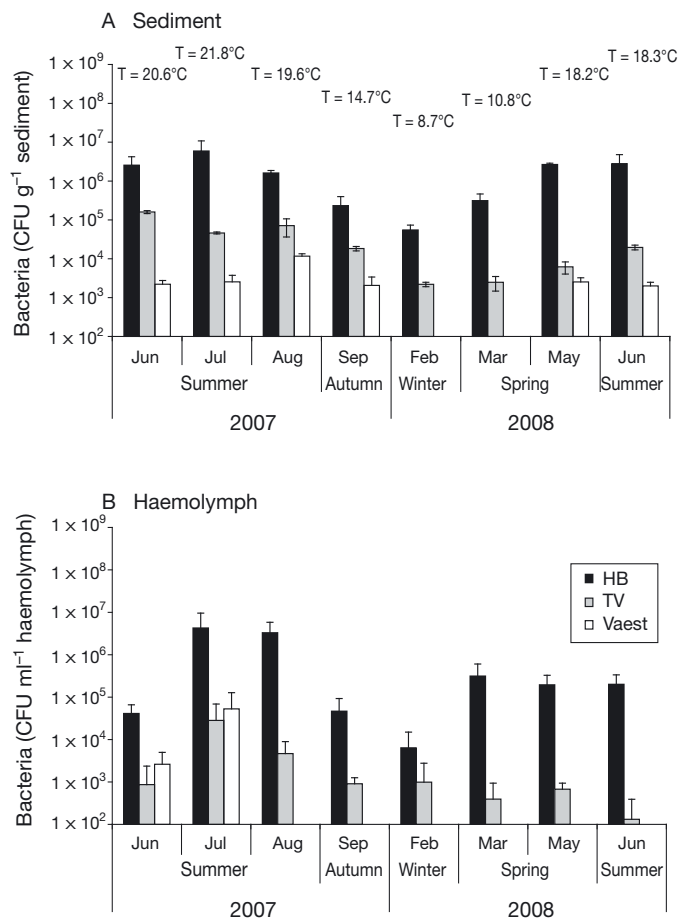 A Sediment
Bacteria (CFU g⁻¹ sediment)
1 × 10⁹
1 × 10⁸
1 × 10⁷
1 × 10⁶
1 × 10⁵
1 × 10⁴
1 × 10³
1 × 10²
T = 20.6°C
T = 21.8°C
T = 19.6°C
T = 14.7°C
T = 8.7°C
T = 10.8°C
T = 18.2°C
T = 18.3°C
Jun Jul Aug Sep Feb Mar May Jun
Summer Autumn Winter Spring Summer
2007 2008
B Haemolymph
Bacteria (CFU ml⁻¹ haemolymph)
1 × 10⁹
1 × 10⁸
1 × 10⁷
1 × 10⁶
1 × 10⁵
1 × 10⁴
1 × 10³
1 × 10²
HB
TV
Vaest
Jun Jul Aug Sep Feb Mar May Jun
Summer Autumn Winter Spring Summer
2007 2008